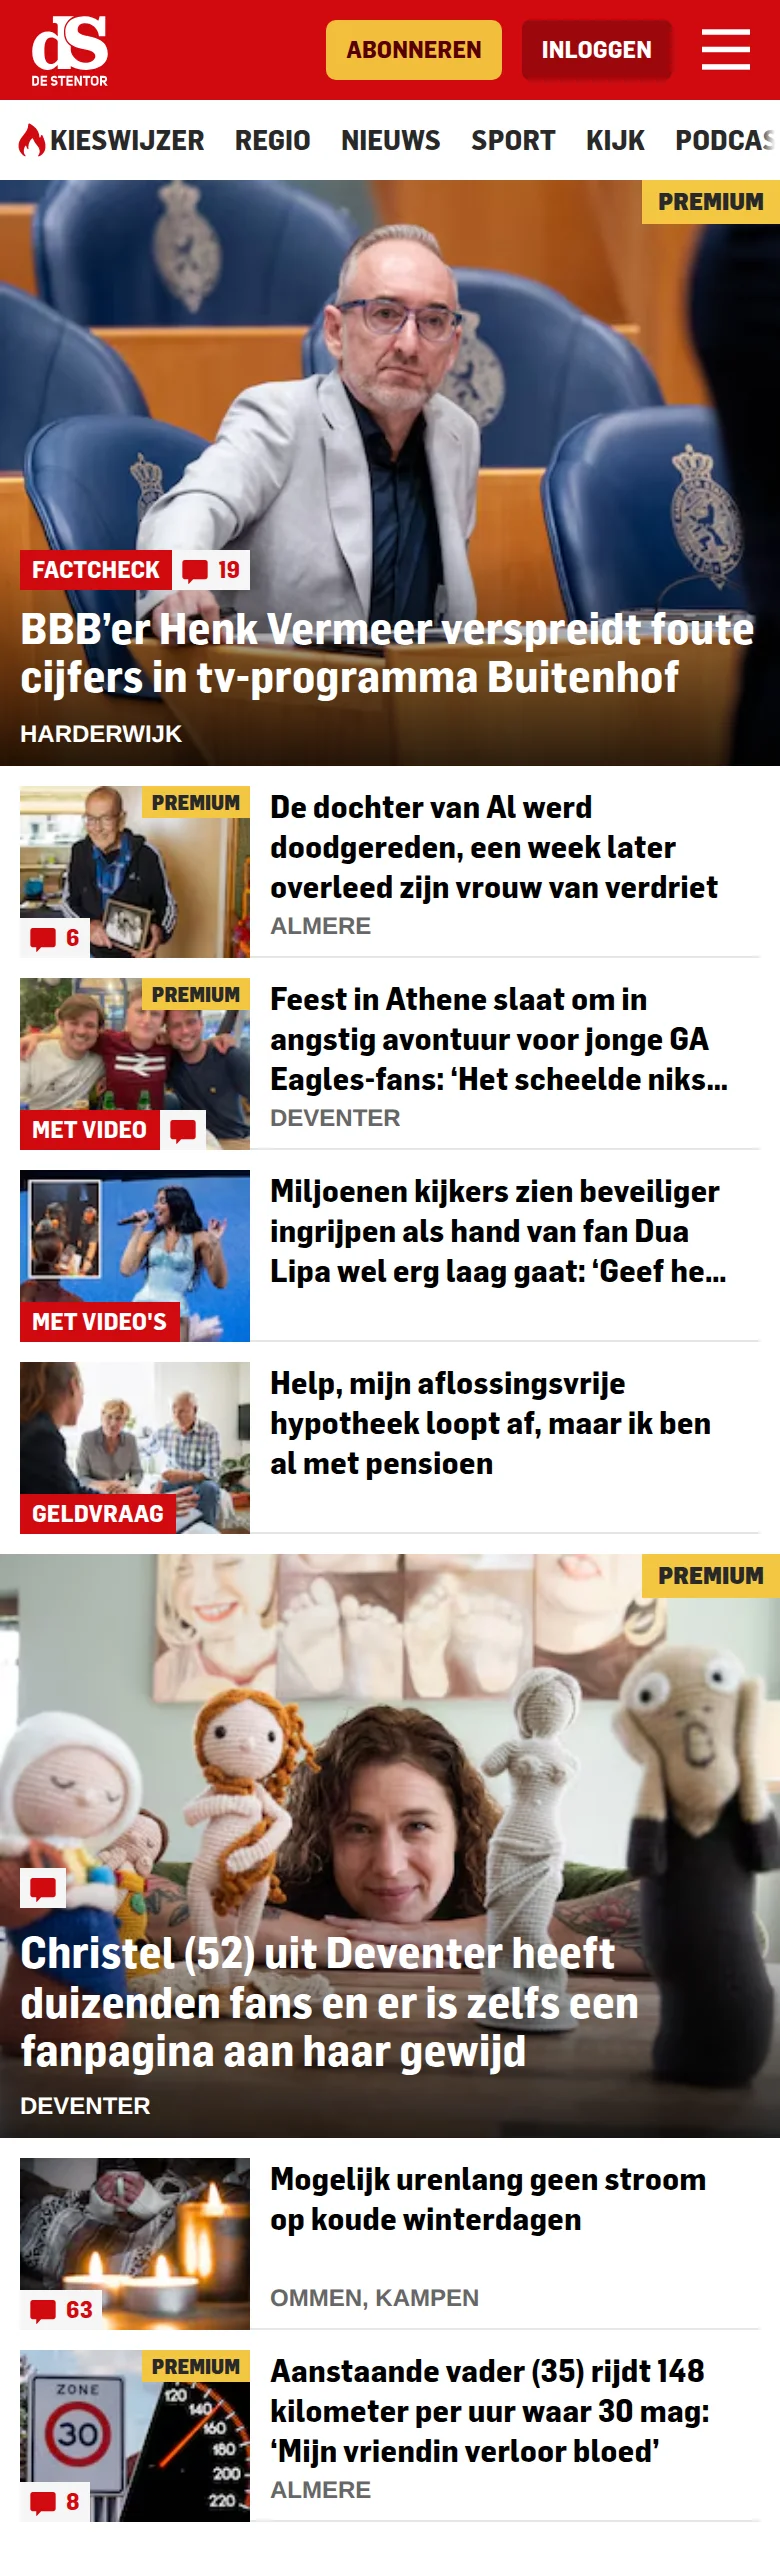 dS
DE STENTOR
ABONNEREN
INLOGGEN
KIESWIJZER REGIO NIEUWS SPORT KIJK PODCAS
PREMIUM
FACTCHECK 19
BBB’er Henk Vermeer verspreidt foute
cijfers in tv-programma Buitenhof
HARDERWIJK
PREMIUM
6
De dochter van Al werd
doodgereden, een week later
overleed zijn vrouw van verdriet
ALMERE
PREMIUM
MET VIDEO
Feest in Athene slaat om in
angstig avontuur voor jonge GA
Eagles-fans: ‘Het scheelde niks...
DEVENTER
MET VIDEO'S
Miljoenen kijkers zien beveiliger
ingrijpen als hand van fan Dua
Lipa wel erg laag gaat: ‘Geef he...
GELDVRAAG
Help, mijn aflossingsvrije
hypotheek loopt af, maar ik ben
al met pensioen
PREMIUM
Christel (52) uit Deventer heeft
duizenden fans en er is zelfs een
fanpagina aan haar gewijd
DEVENTER
63
Mogelijk urenlang geen stroom
op koude winterdagen
OMMEN, KAMPEN
PREMIUM
ZONE
30
120
140
160
180
200
220
8
Aanstaande vader (35) rijdt 148
kilometer per uur waar 30 mag:
‘Mijn vriendin verloor bloed’
ALMERE